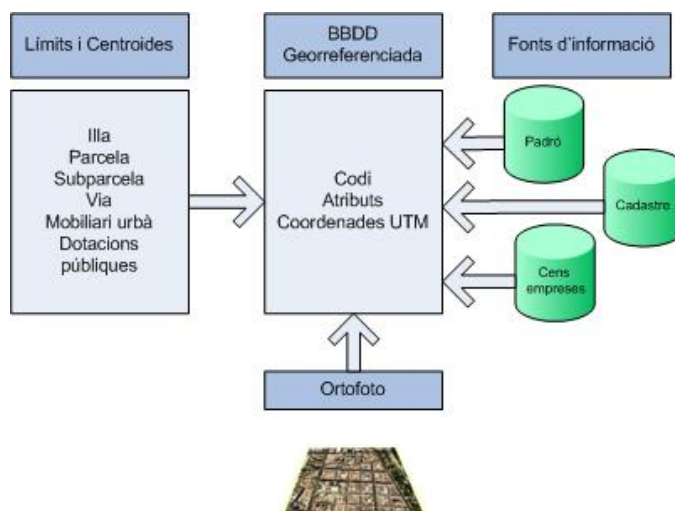 Límits i Centroides
BBDD
Georreferenciada
Fonts d'informació
Illa
Parcela
Subparcela
Via
Mobiliari urbà
Dotacions
públiques
Codi
Atributs
Coordenades UTM
Padró
Cadastre
Cens
empreses
Ortofoto